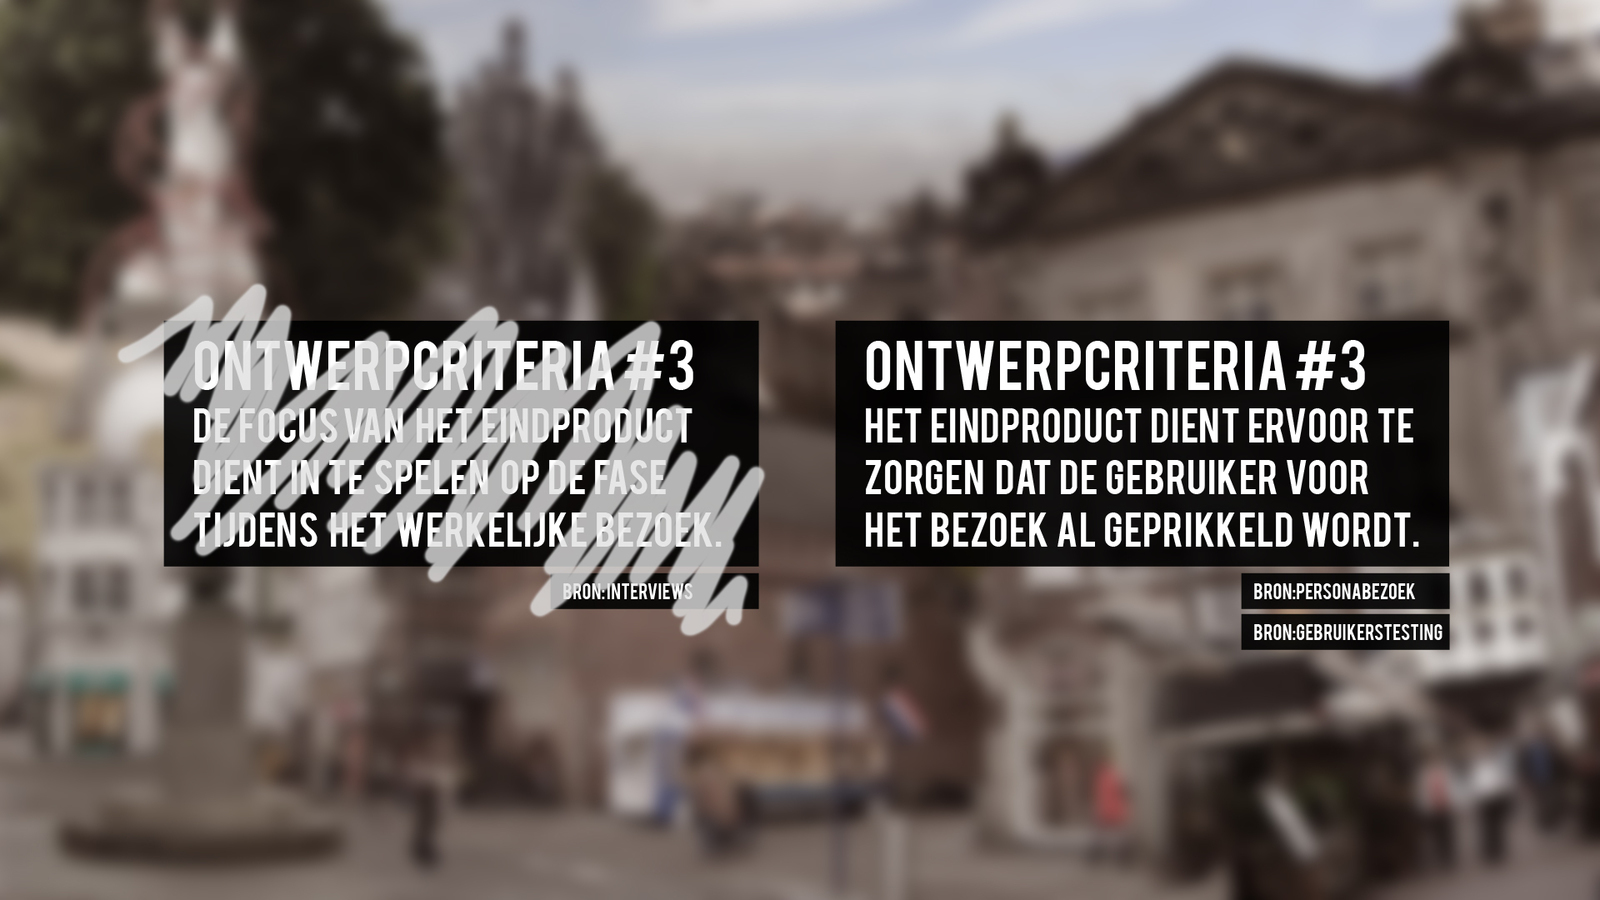 ONTWERPCRITERIA #3
DE FOCUS VAN HET EINDPRODUCT
DIENT IN TE SPELEN OP DE FASE
TIJDENS HET WERKELIJKE BEZOEK.
BRON:INTERVIEWS
ONTWERPCRITERIA #3
HET EINDPRODUCT DIENT ERVOOR TE
ZORGEN DAT DE GEBRUIKER VOOR
HET BEZOEK AL GEPRIKKELD WORDT.
BRON:PERSONABEZOEK
BRON:GEBRUIKERSTESTING